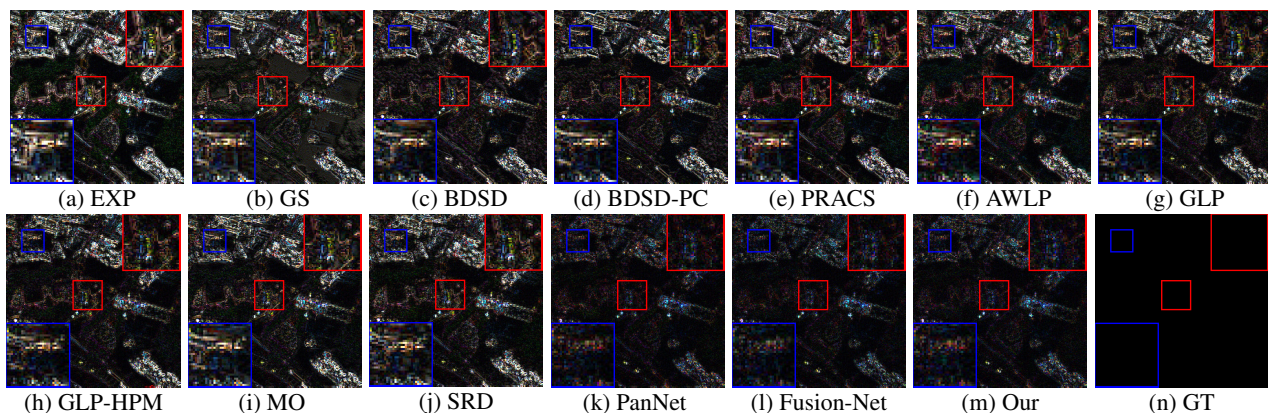 (a) EXP (b) GS (c) BDSD (d) BDSD-PC (e) PRACS (f) AWLP (g) GLP
(h) GLP-HPM (i) MO (j) SRD (k) PanNet (l) Fusion-Net (m) Our (n) GT